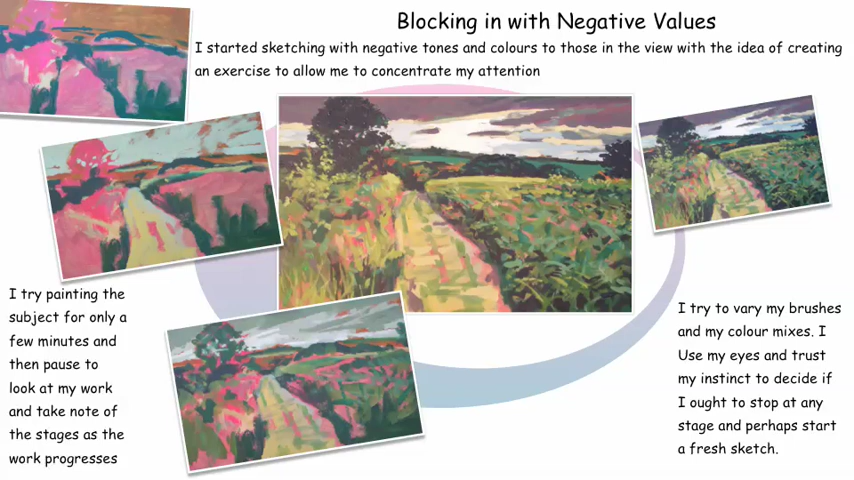 Blocking in with Negative Values
I started sketching with negative tones and colours to those in the view with the idea of creating
an exercise to allow me to concentrate my attention
I try painting the
subject for only a
few minutes and
then pause to
look at my work
and take note of
the stages as the
work progresses
I try to vary my brushes
and my colour mixes. I
Use my eyes and trust
my instinct to decide if
I ought to stop at any
stage and perhaps start
a fresh sketch.